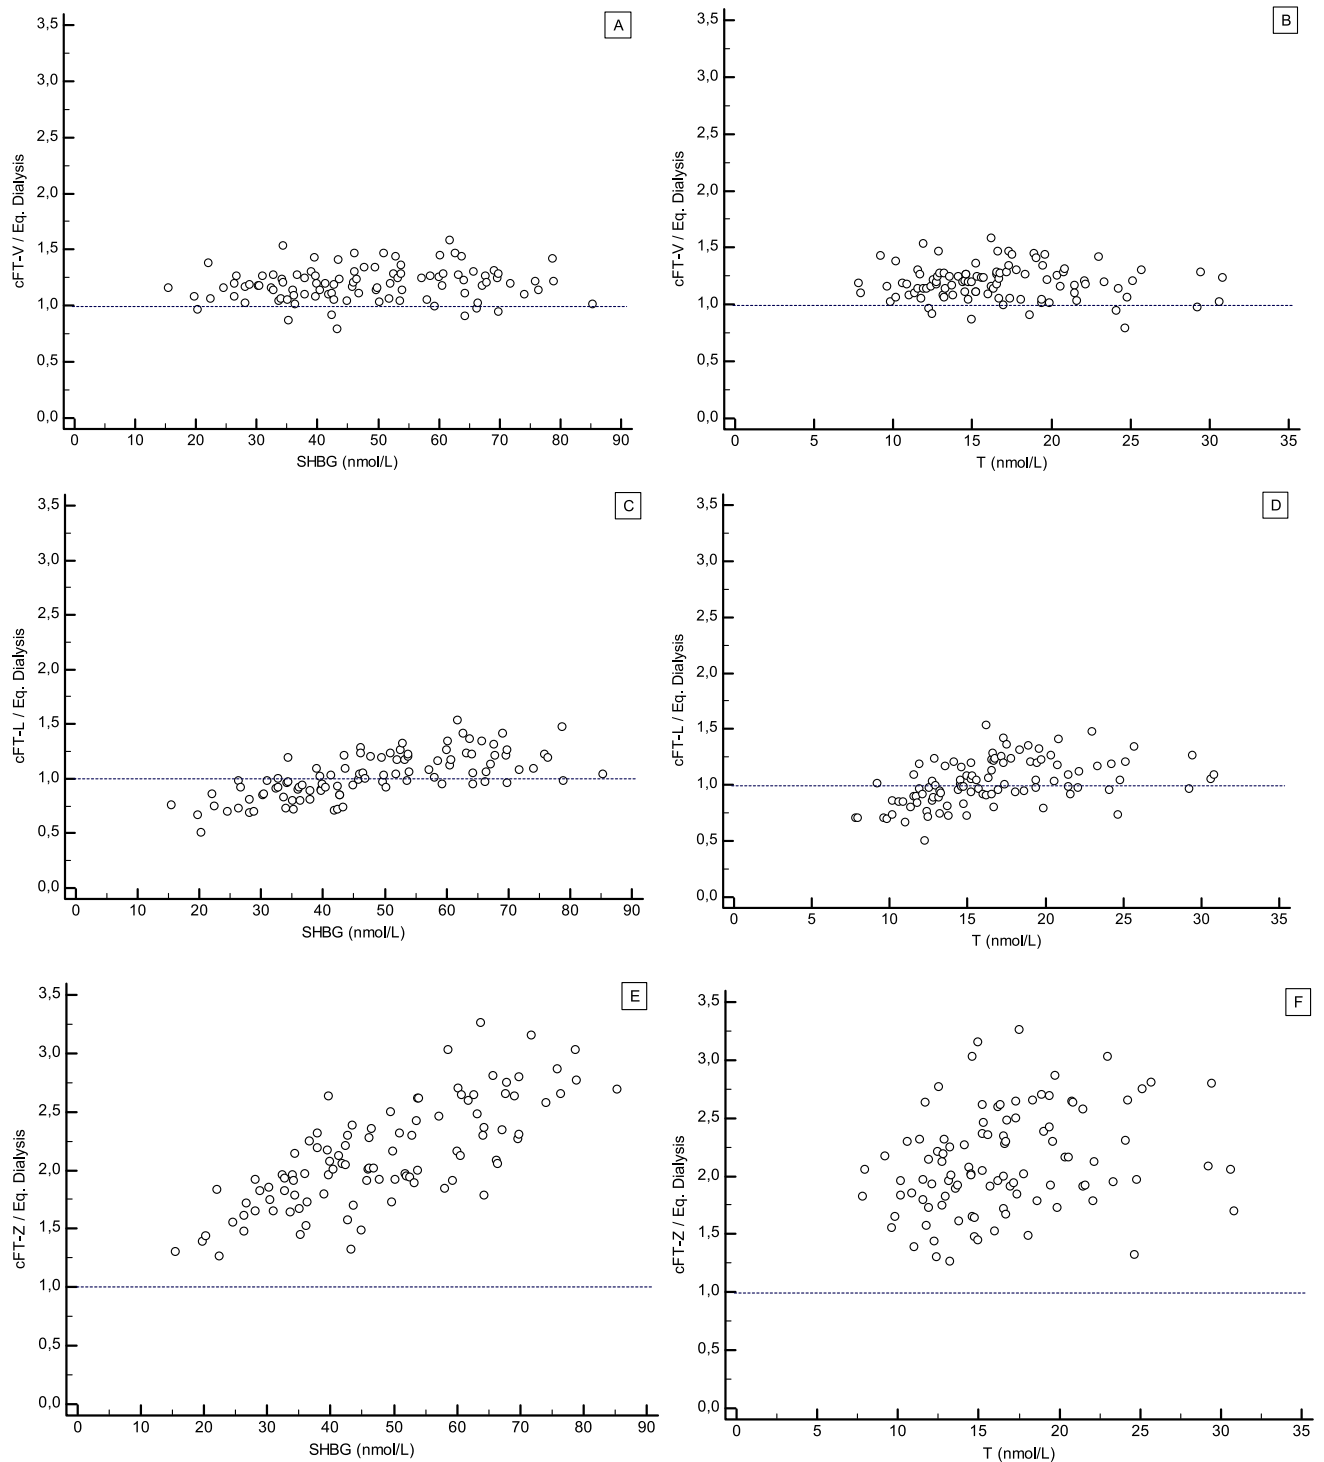 A
3,5
3,0
2,5
2,0
1,5
1,0
0,5
0,0
cFT-V / Eq. Dialysis
0 10 20 30 40 50 60 70 80 90
SHBG (nmol/L)
B
3,5
3,0
2,5
2,0
1,5
1,0
0,5
0,0
cFT-V / Eq. Dialysis
0 5 10 15 20 25 30 35
T (nmol/L)
C
3,5
3,0
2,5
2,0
1,5
1,0
0,5
0,0
cFT-L / Eq. Dialysis
0 10 20 30 40 50 60 70 80 90
SHBG (nmol/L)
D
3,5
3,0
2,5
2,0
1,5
1,0
0,5
0,0
cFT-L / Eq. Dialysis
0 5 10 15 20 25 30 35
T (nmol/L)
E
3,5
3,0
2,5
2,0
1,5
1,0
0,5
0,0
cFT-Z / Eq. Dialysis
0 10 20 30 40 50 60 70 80 90
SHBG (nmol/L)
F
3,5
3,0
2,5
2,0
1,5
1,0
0,5
0,0
cFT-Z / Eq. Dialysis
0 5 10 15 20 25 30 35
T (nmol/L)